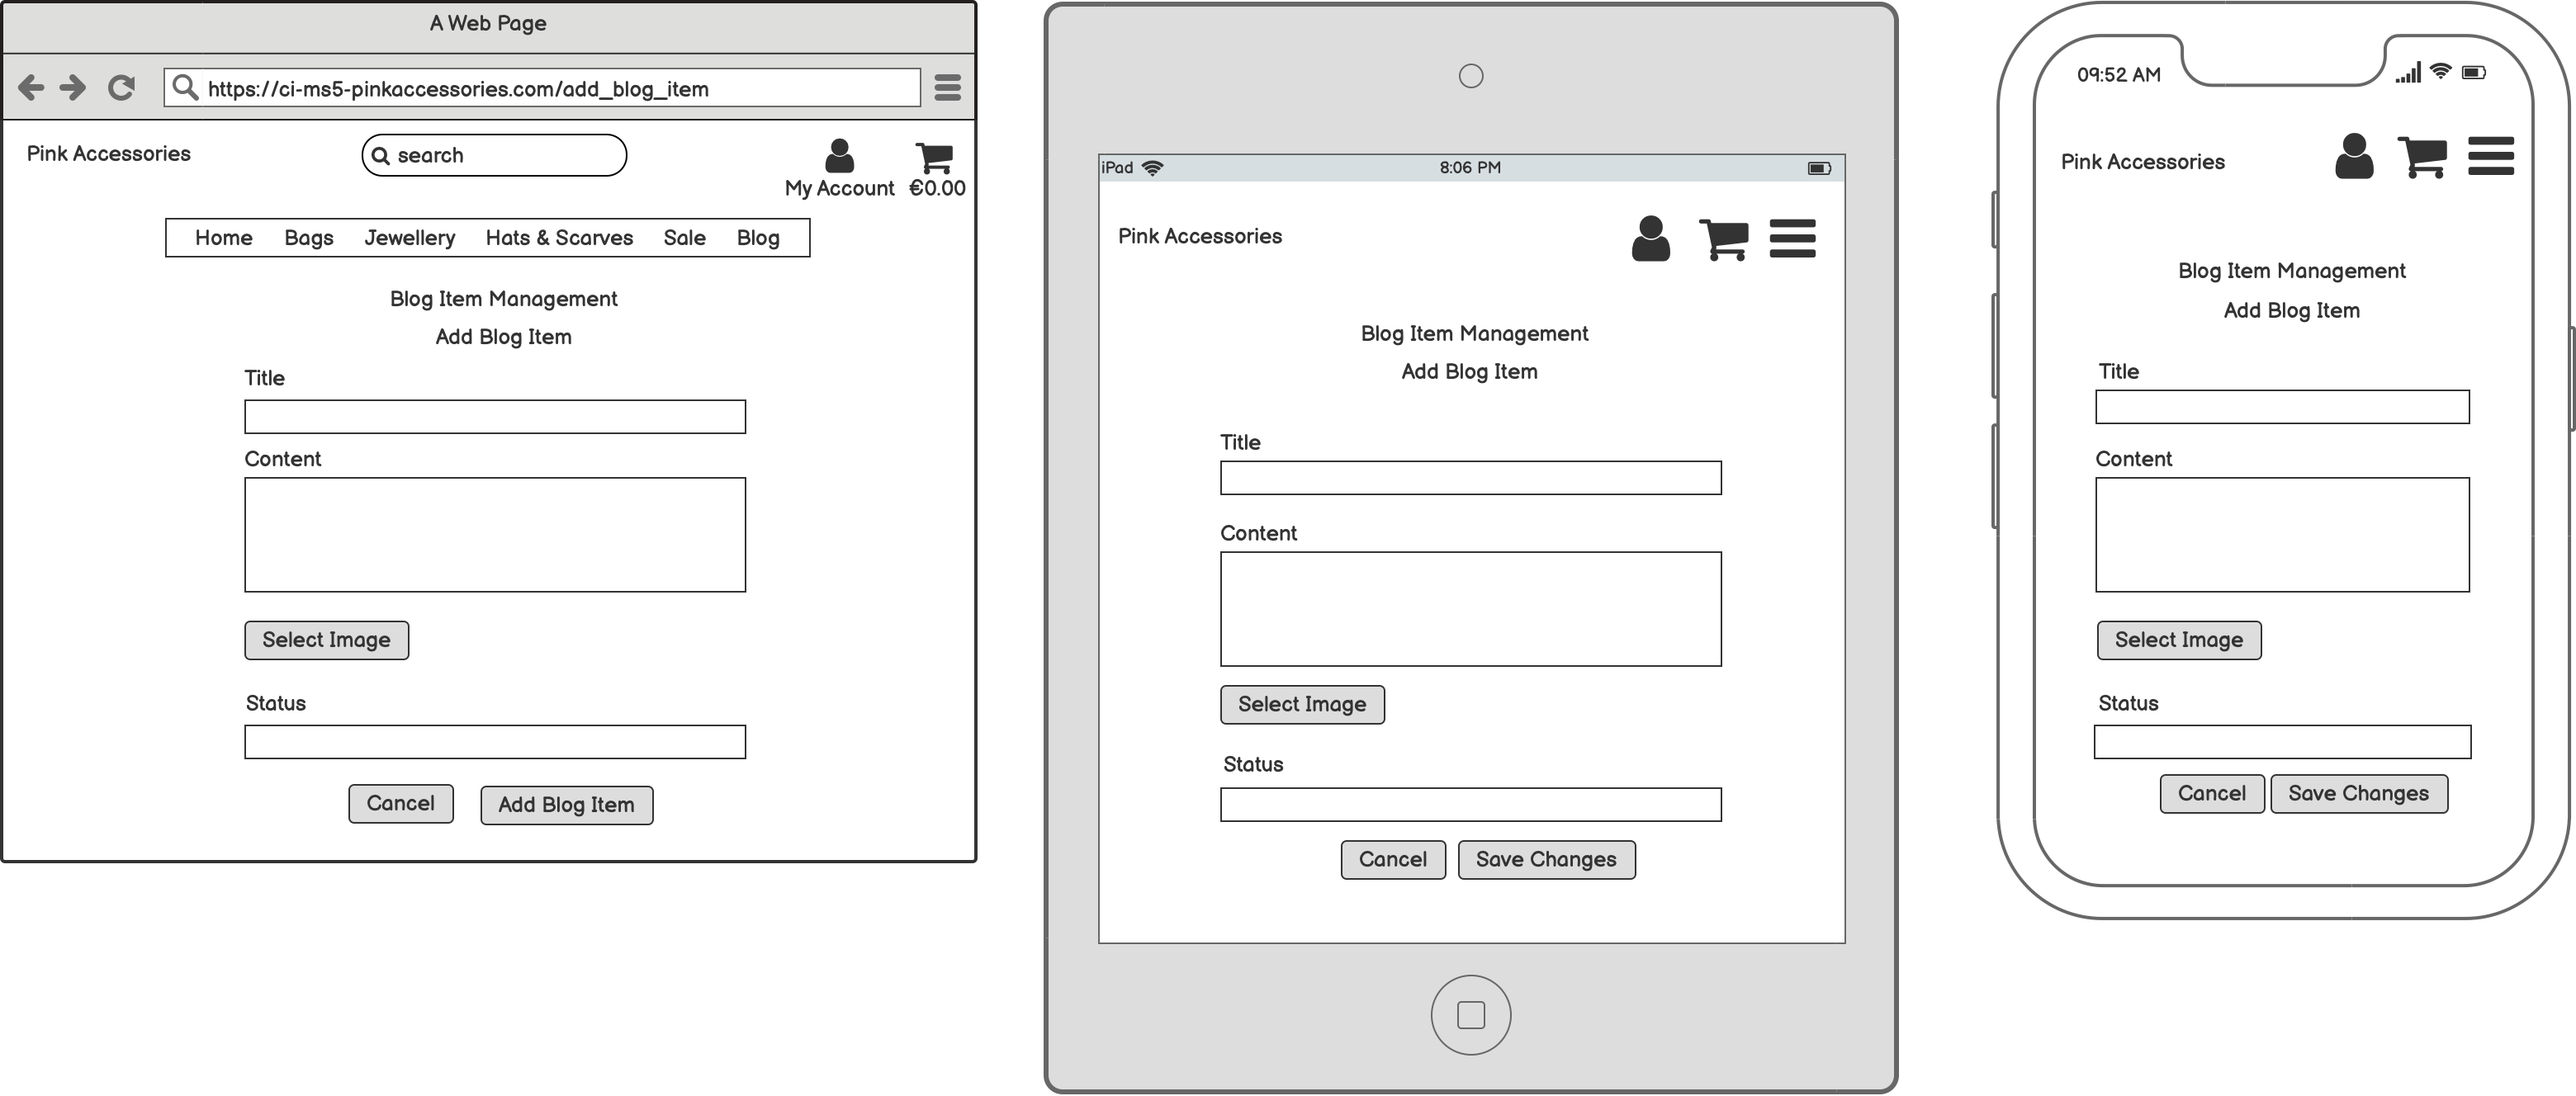 A Web Page
https://ci-ms5-pinkaccessories.com/add_blog_item
Pink Accessories
search
My Account €0.00
Home Bags Jewellery Hats & Scarves Sale Blog
Blog Item Management
Add Blog Item
Title
Content
Select Image
Status
Cancel Add Blog Item
iPad 8:06 PM
Pink Accessories
Blog Item Management
Add Blog Item
Title
Content
Select Image
Status
Cancel Save Changes
09:52 AM
Pink Accessories
Blog Item Management
Add Blog Item
Title
Content
Select Image
Status
Cancel Save Changes